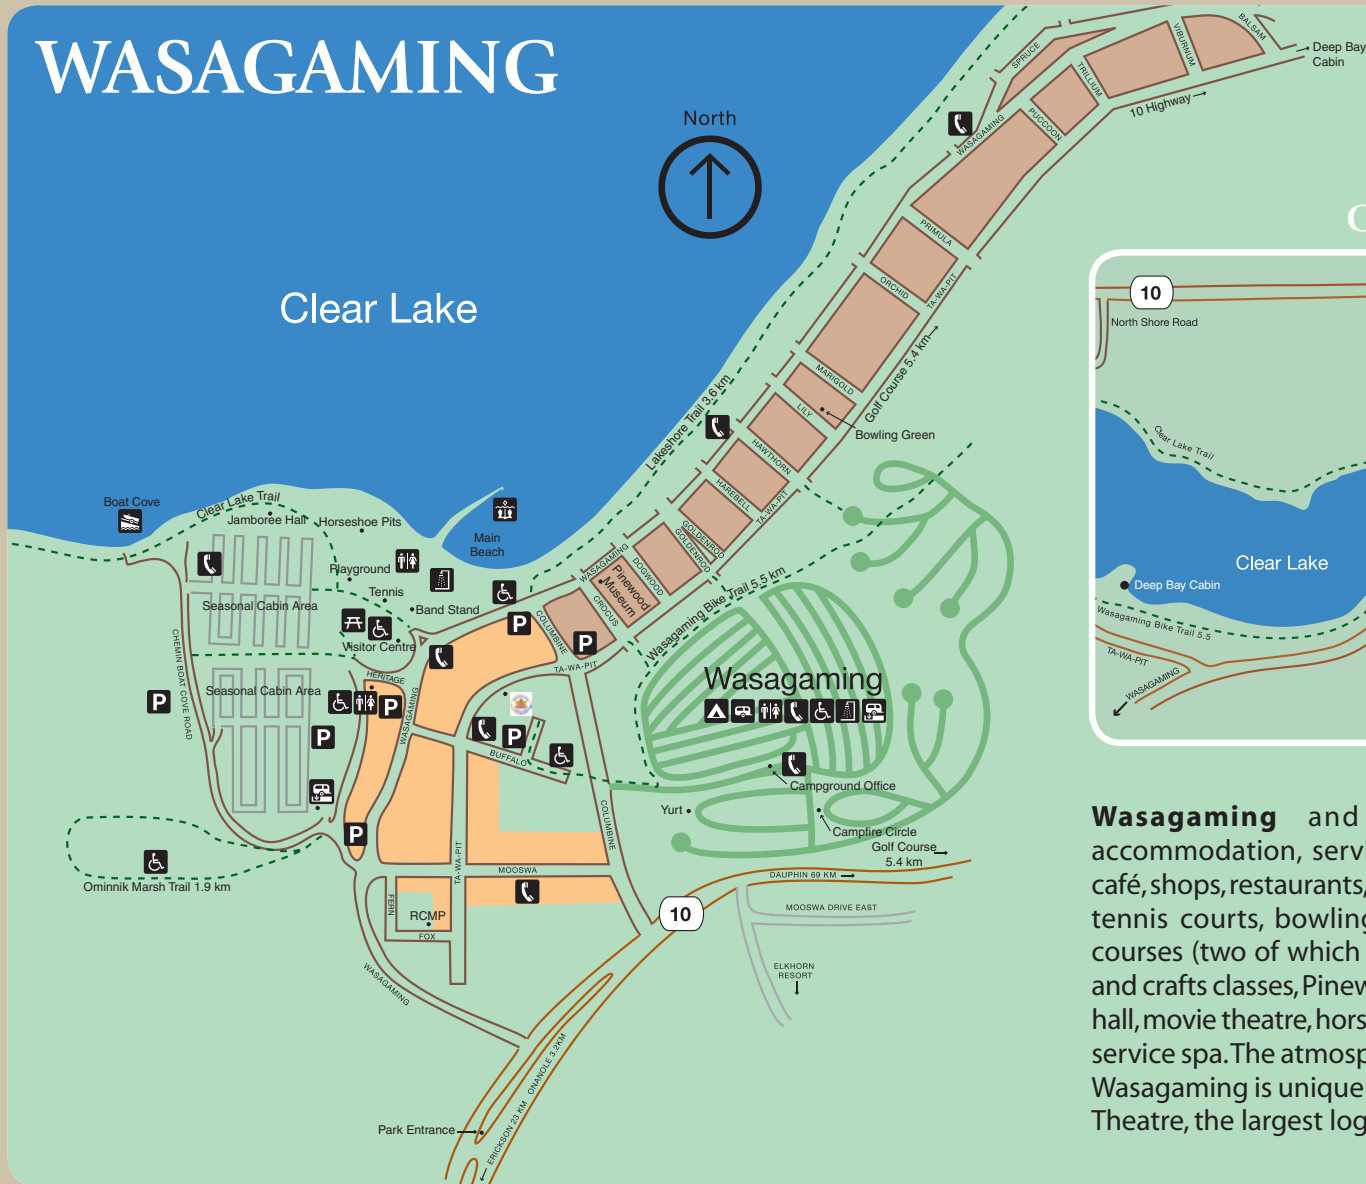 WASAGAMING
North
Clear Lake
SPRUCE
TRILLIUM
VIBURNUM
BALSAM
Deep Bay
Cabin
10 Highway
PUCCOON
WASAGAMING
PRIMULA
ORCHID
TA-WA-PIT
Golf Course 5.4 km
MARIGOLD
LILY
Bowling Green
Lakeshore Trail 3.6 km
HAWTHORN
HAREBELL
TA-WA-PIT
GOLDENROD
GOLDENROD
DOGWOOD
WASAGAMING
Pinewood
Museum
CROCUS
COLUMBINE
TA-WA-PIT
Wasagaming Bike Trail 5.5 km
Boat Cove
Clear Lake Trail
Jamboree Hall
Horseshoe Pits
Main
Beach
Playground
Tennis
Band Stand
Seasonal Cabin Area
Visitor Centre
CHEMIN BOAT COVE ROAD
HERITAGE
Seasonal Cabin Area
P
P
P
P
P
P
P
WASAGAMING
BUFFALO
COLUMBINE
Wasagaming
Campground Office
Yurt
Campfire Circle
Golf Course
5.4 km
DAUPHIN 69 KM
MOOSWA DRIVE EAST
10
ELKHORN
RESORT
Ominnik Marsh Trail 1.9 km
TA-WA-PIT
MOOSWA
FERN
RCMP
FOX
WASAGAMING
ONANOLE 3.2KM
ERICKSON 23 KM
Park Entrance
10
North Shore Road
Clear Lake Trail
Clear Lake
Deep Bay Cabin
Wasagaming Bike Trail 5.5
TA-WA-PIT
WASAGAMING
Wasagaming and
accommodation, servi
café, shops, restaurants,
tennis courts, bowling
courses (two of which
and crafts classes, Pinew
hall, movie theatre, hors
service spa. The atmosp
Wasagaming is unique
Theatre, the largest log